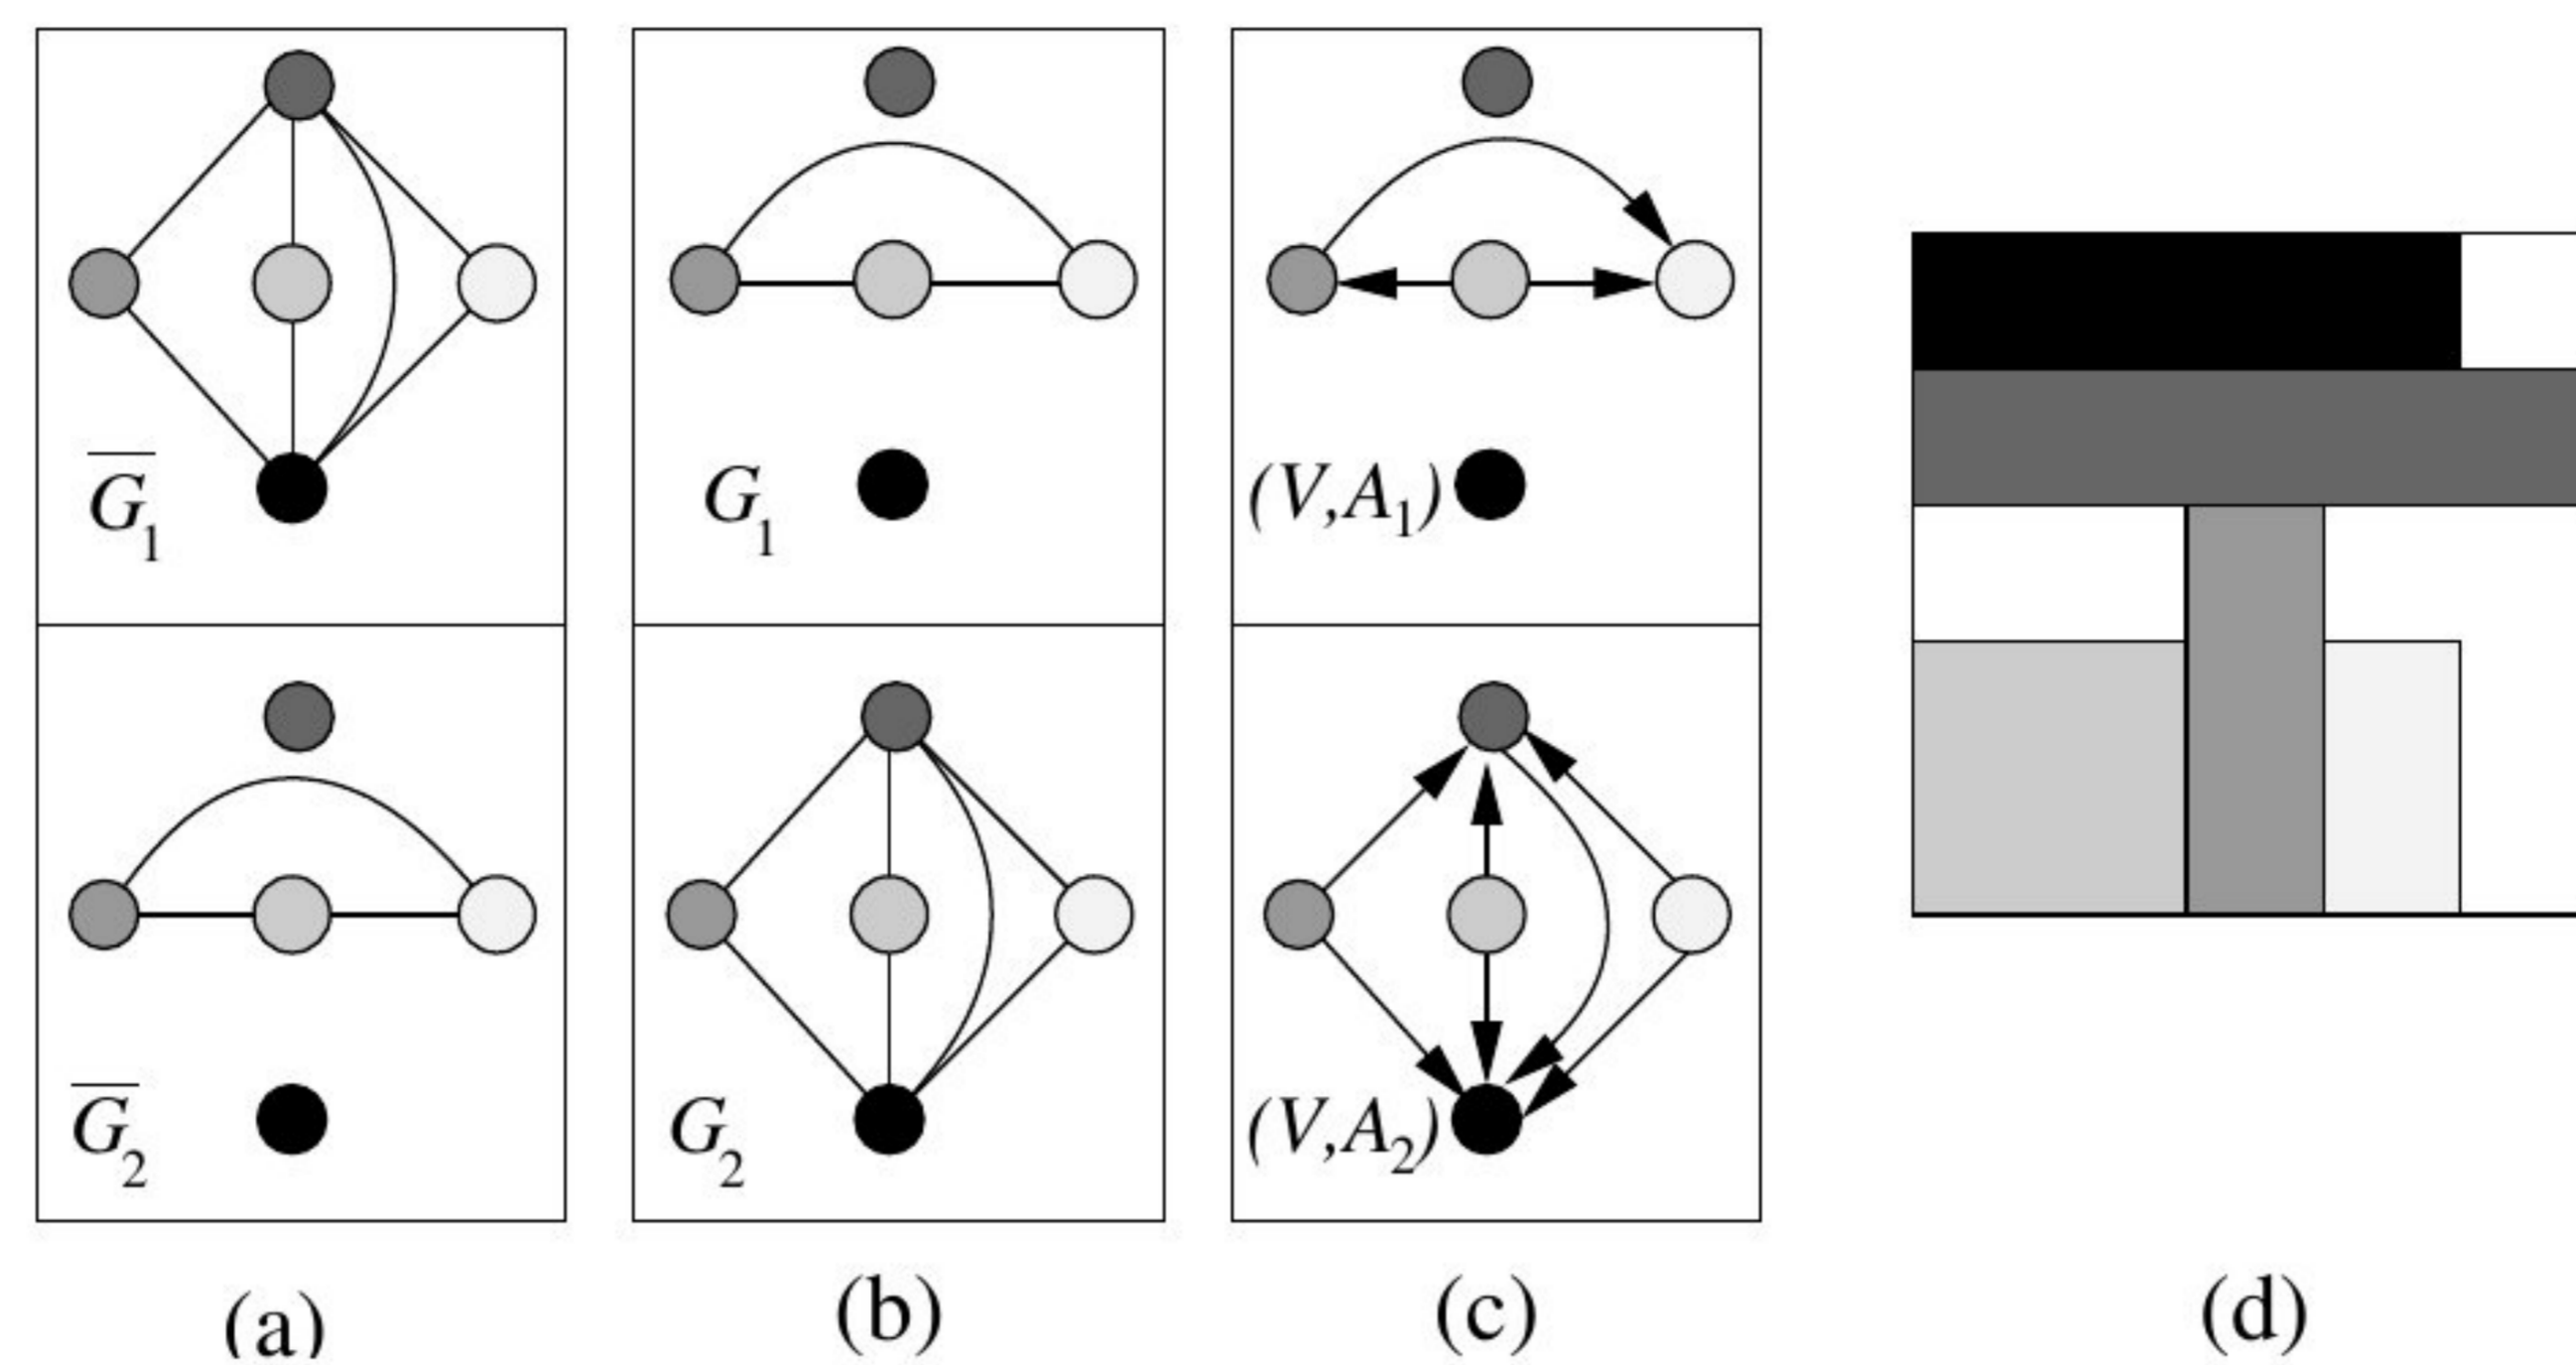 G̅₁
G₁
(V,A₁)
G̅₂
G₂
(V,A₂)
(a)
(b)
(c)
(d)